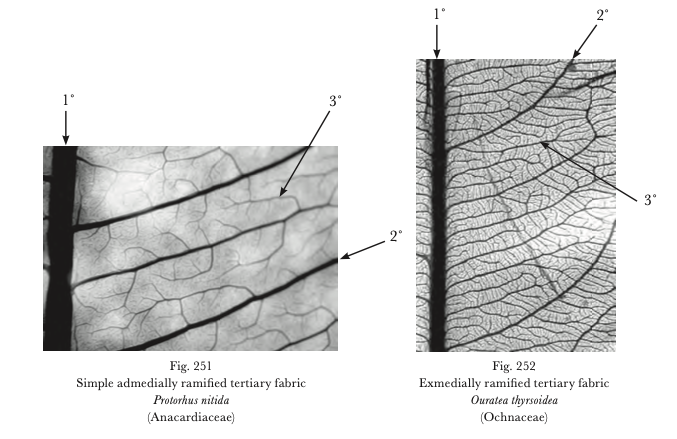 1°
3°
2°
Fig. 251
Simple admedially ramified tertiary fabric
Protorhus nitida
(Anacardiaceae)
1°
2°
3°
Fig. 252
Exmedially ramified tertiary fabric
Ouratea thyrsoidea
(Ochnaceae)